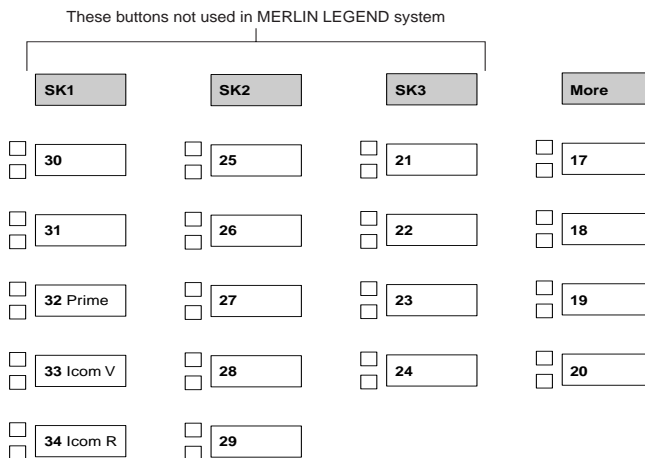 These buttons not used in MERLIN LEGEND system
SK1 SK2 SK3 More
30 25 21 17
31 26 22 18
32 Prime 27 23 19
33 Icom V 28 24 20
34 Icom R 29